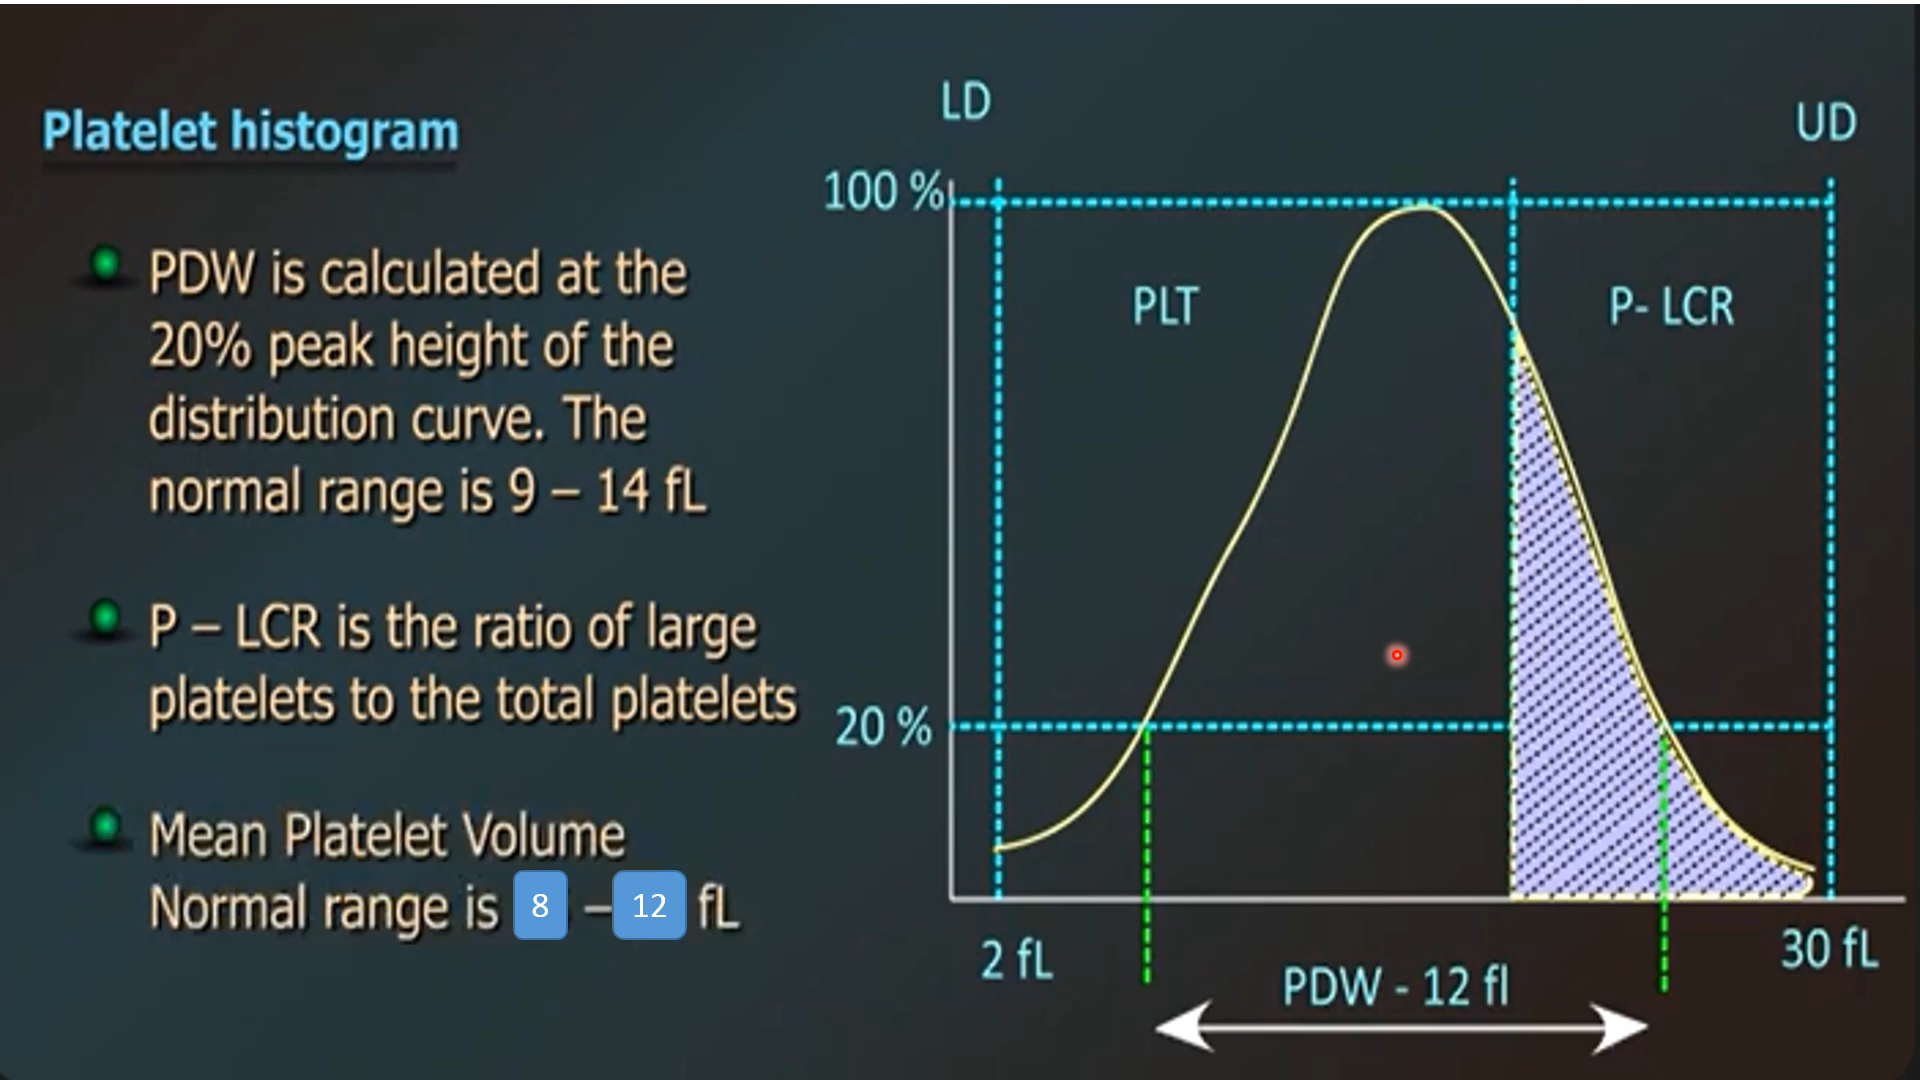 Platelet histogram
PDW is calculated at the
20% peak height of the
distribution curve. The
normal range is 9 – 14 fL
P – LCR is the ratio of large
platelets to the total platelets
Mean Platelet Volume
Normal range is 8 – 12 fL
LD
UD
100 %
PLT
P- LCR
20 %
2 fL
30 fL
PDW - 12 fl